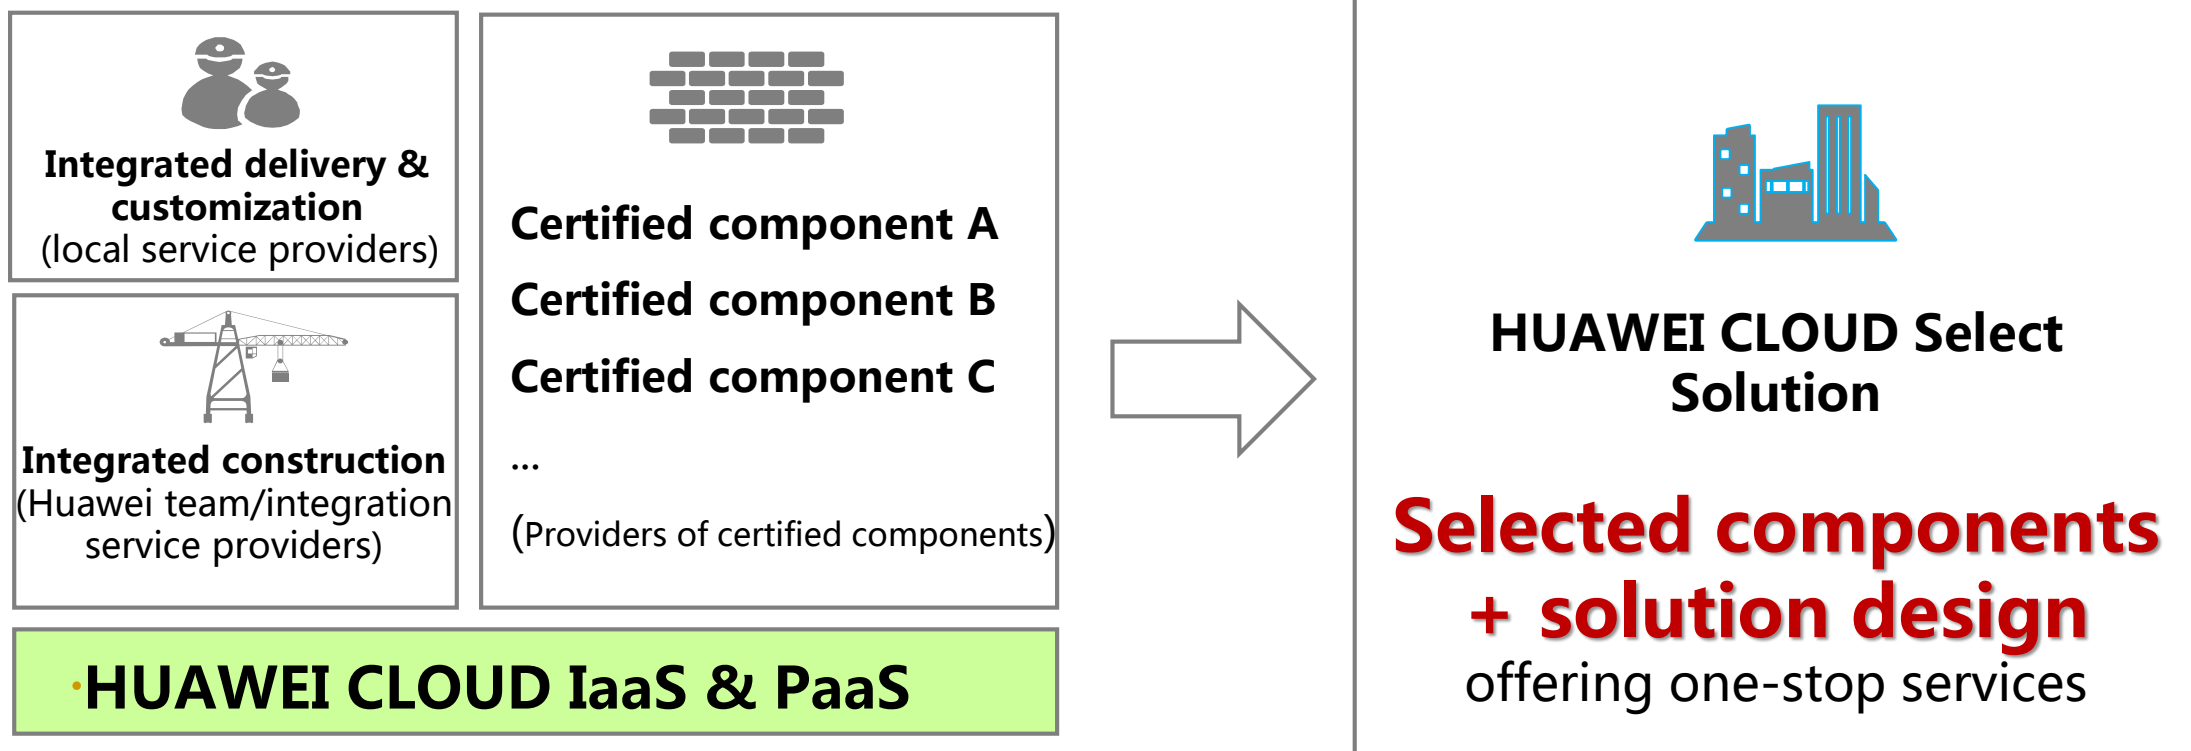 Integrated delivery &
customization
(local service providers)
Integrated construction
(Huawei team/integration
service providers)
Certified component A
Certified component B
Certified component C
...
(Providers of certified components)
·HUAWEI CLOUD IaaS & PaaS
HUAWEI CLOUD Select
Solution
Selected components
+ solution design
offering one-stop services